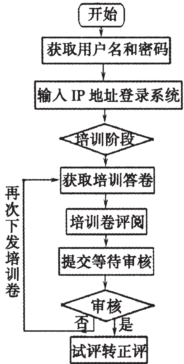 开始
获取用户名和密码
输入IP地址登录系统
培训阶段
获取培训答卷
培训卷评阅
提交等待审核
审核
否
是
试评转正评
再次下发培训卷